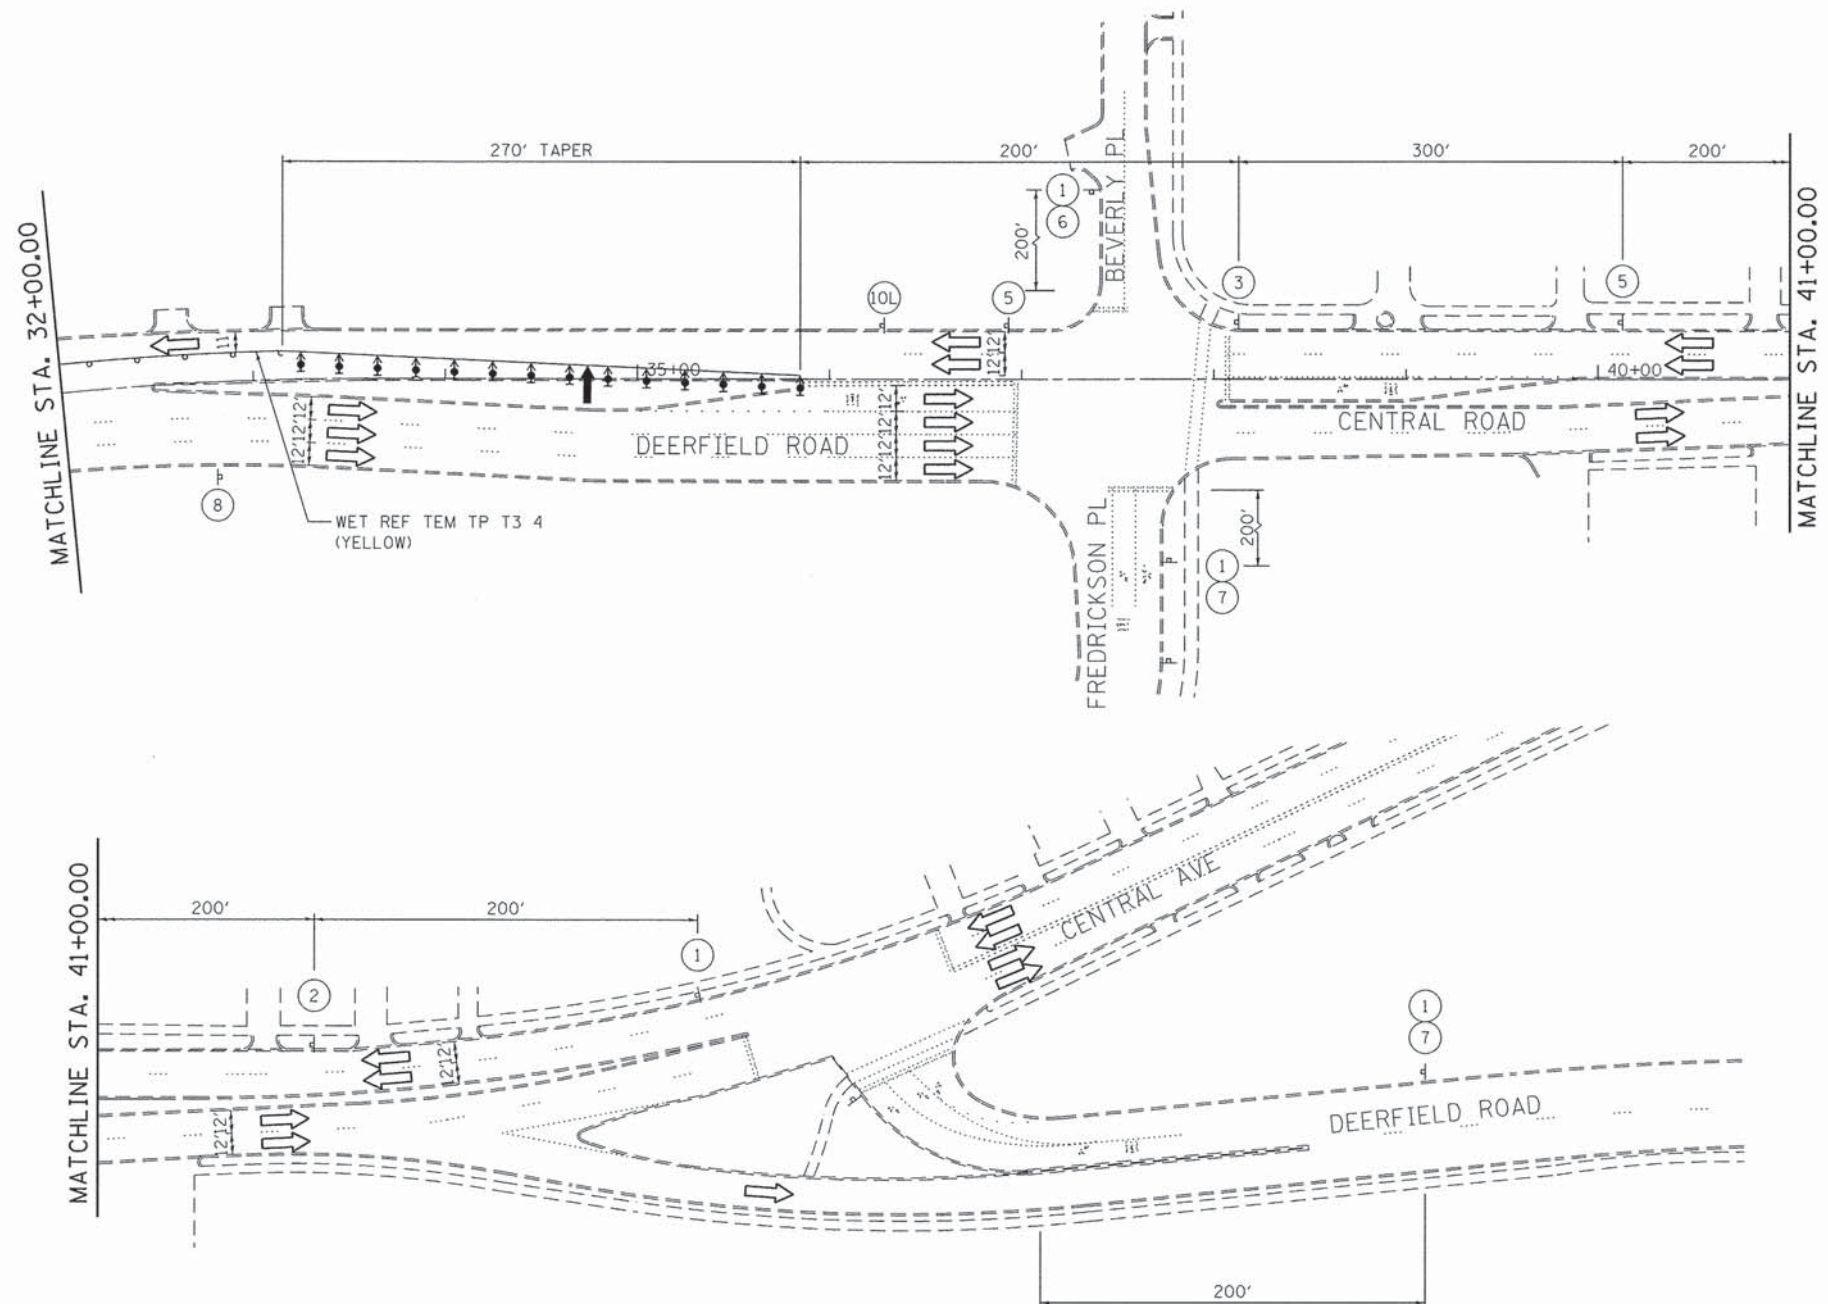 270' TAPER
200'
300'
200'
MATCHLINE STA. 32+00.00
MATCHLINE STA. 41+00.00
1
6
200'
BEVERLY PL
10L
5
3
5
11'
12'12'
35+00
40+00
12'12'12'
12'12'12'12'
DEERFIELD ROAD
CENTRAL ROAD
8
WET REF TEM TP T3 4
(YELLOW)
FREDRICKSON PL
200'
1
7
MATCHLINE STA. 41+00.00
200'
200'
2
1
CENTRAL AVE
12'12'
12'12'
1
7
DEERFIELD ROAD
200'